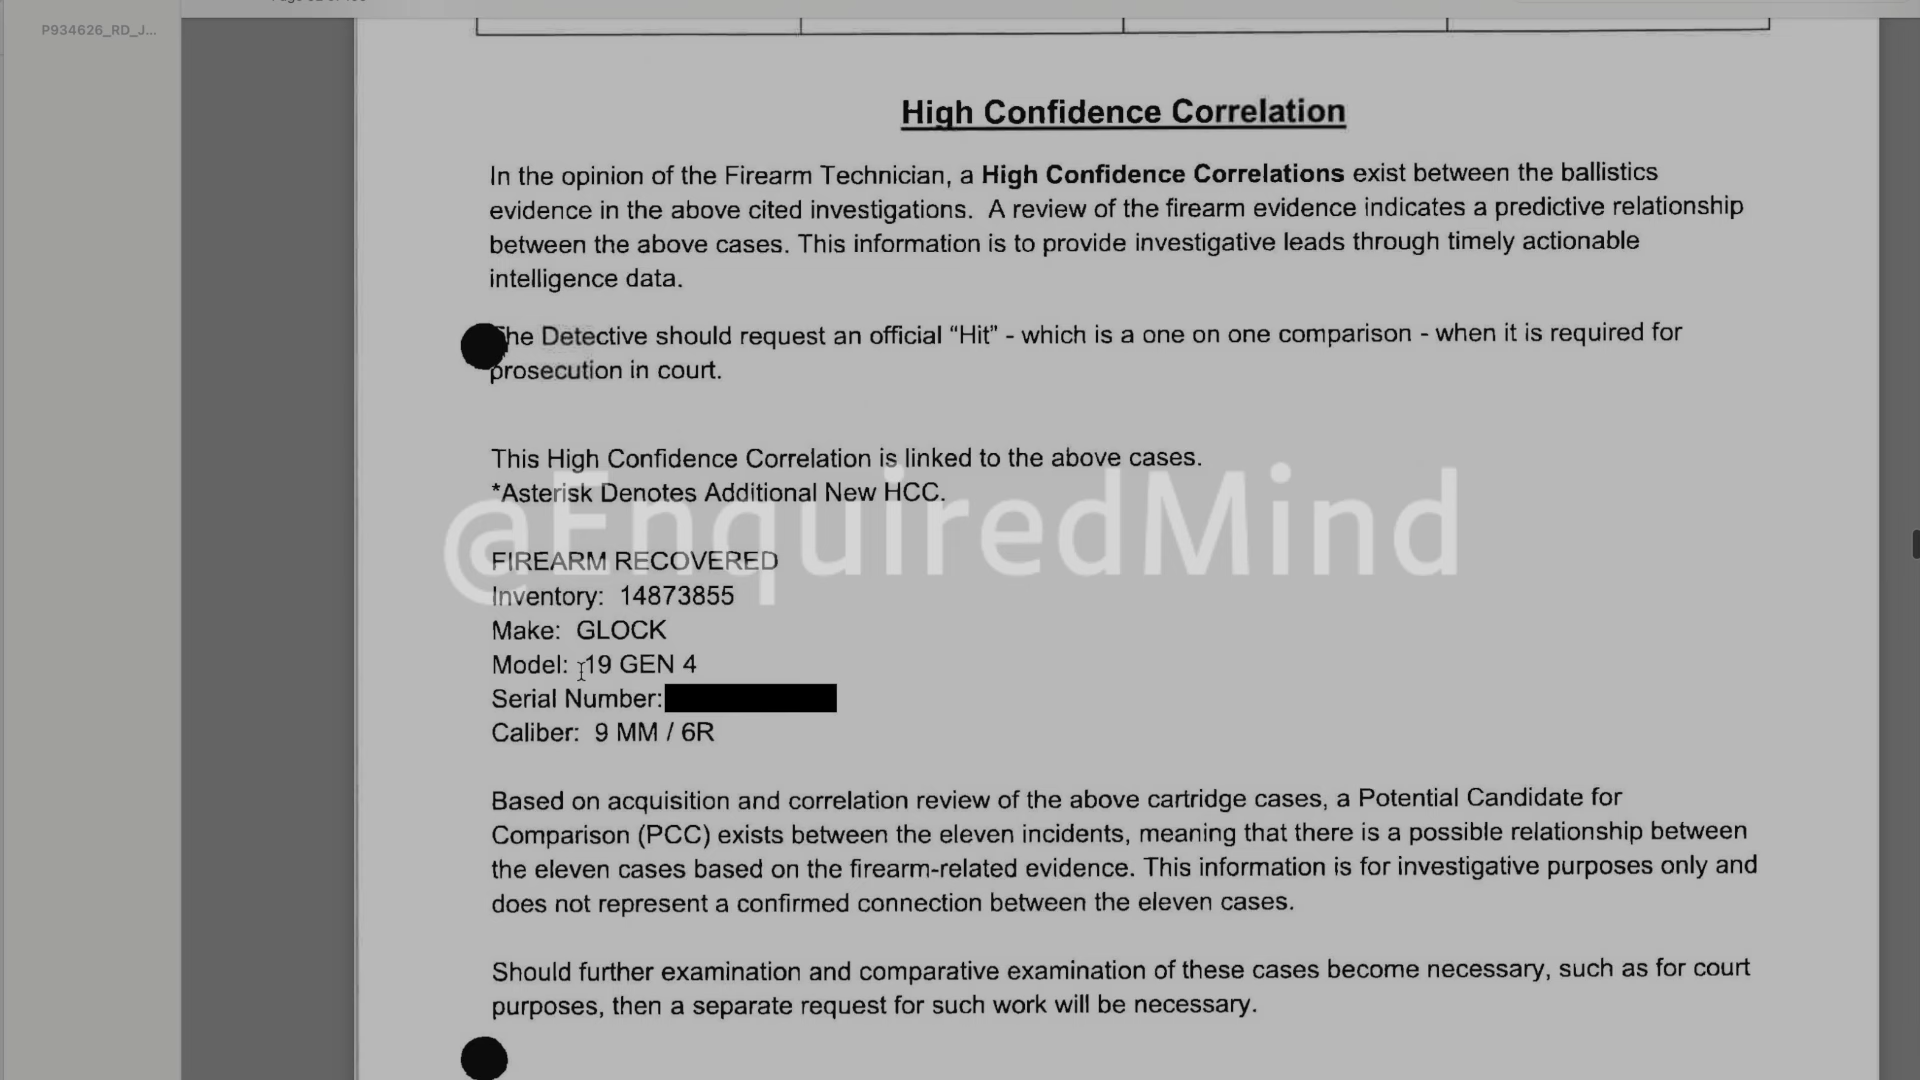 P934626_RD_J...
High Confidence Correlation
In the opinion of the Firearm Technician, a High Confidence Correlations exist between the ballistics
evidence in the above cited investigations. A review of the firearm evidence indicates a predictive relationship
between the above cases. This information is to provide investigative leads through timely actionable
intelligence data.
The Detective should request an official “Hit” - which is a one on one comparison - when it is required for
prosecution in court.
This High Confidence Correlation is linked to the above cases.
*Asterisk Denotes Additional New HCC.
@EnquiredMind
FIREARM RECOVERED
Inventory: 14873855
Make: GLOCK
Model: 19 GEN 4
Serial Number:
Caliber: 9 MM / 6R
Based on acquisition and correlation review of the above cartridge cases, a Potential Candidate for
Comparison (PCC) exists between the eleven incidents, meaning that there is a possible relationship between
the eleven cases based on the firearm-related evidence. This information is for investigative purposes only and
does not represent a confirmed connection between the eleven cases.
Should further examination and comparative examination of these cases become necessary, such as for court
purposes, then a separate request for such work will be necessary.